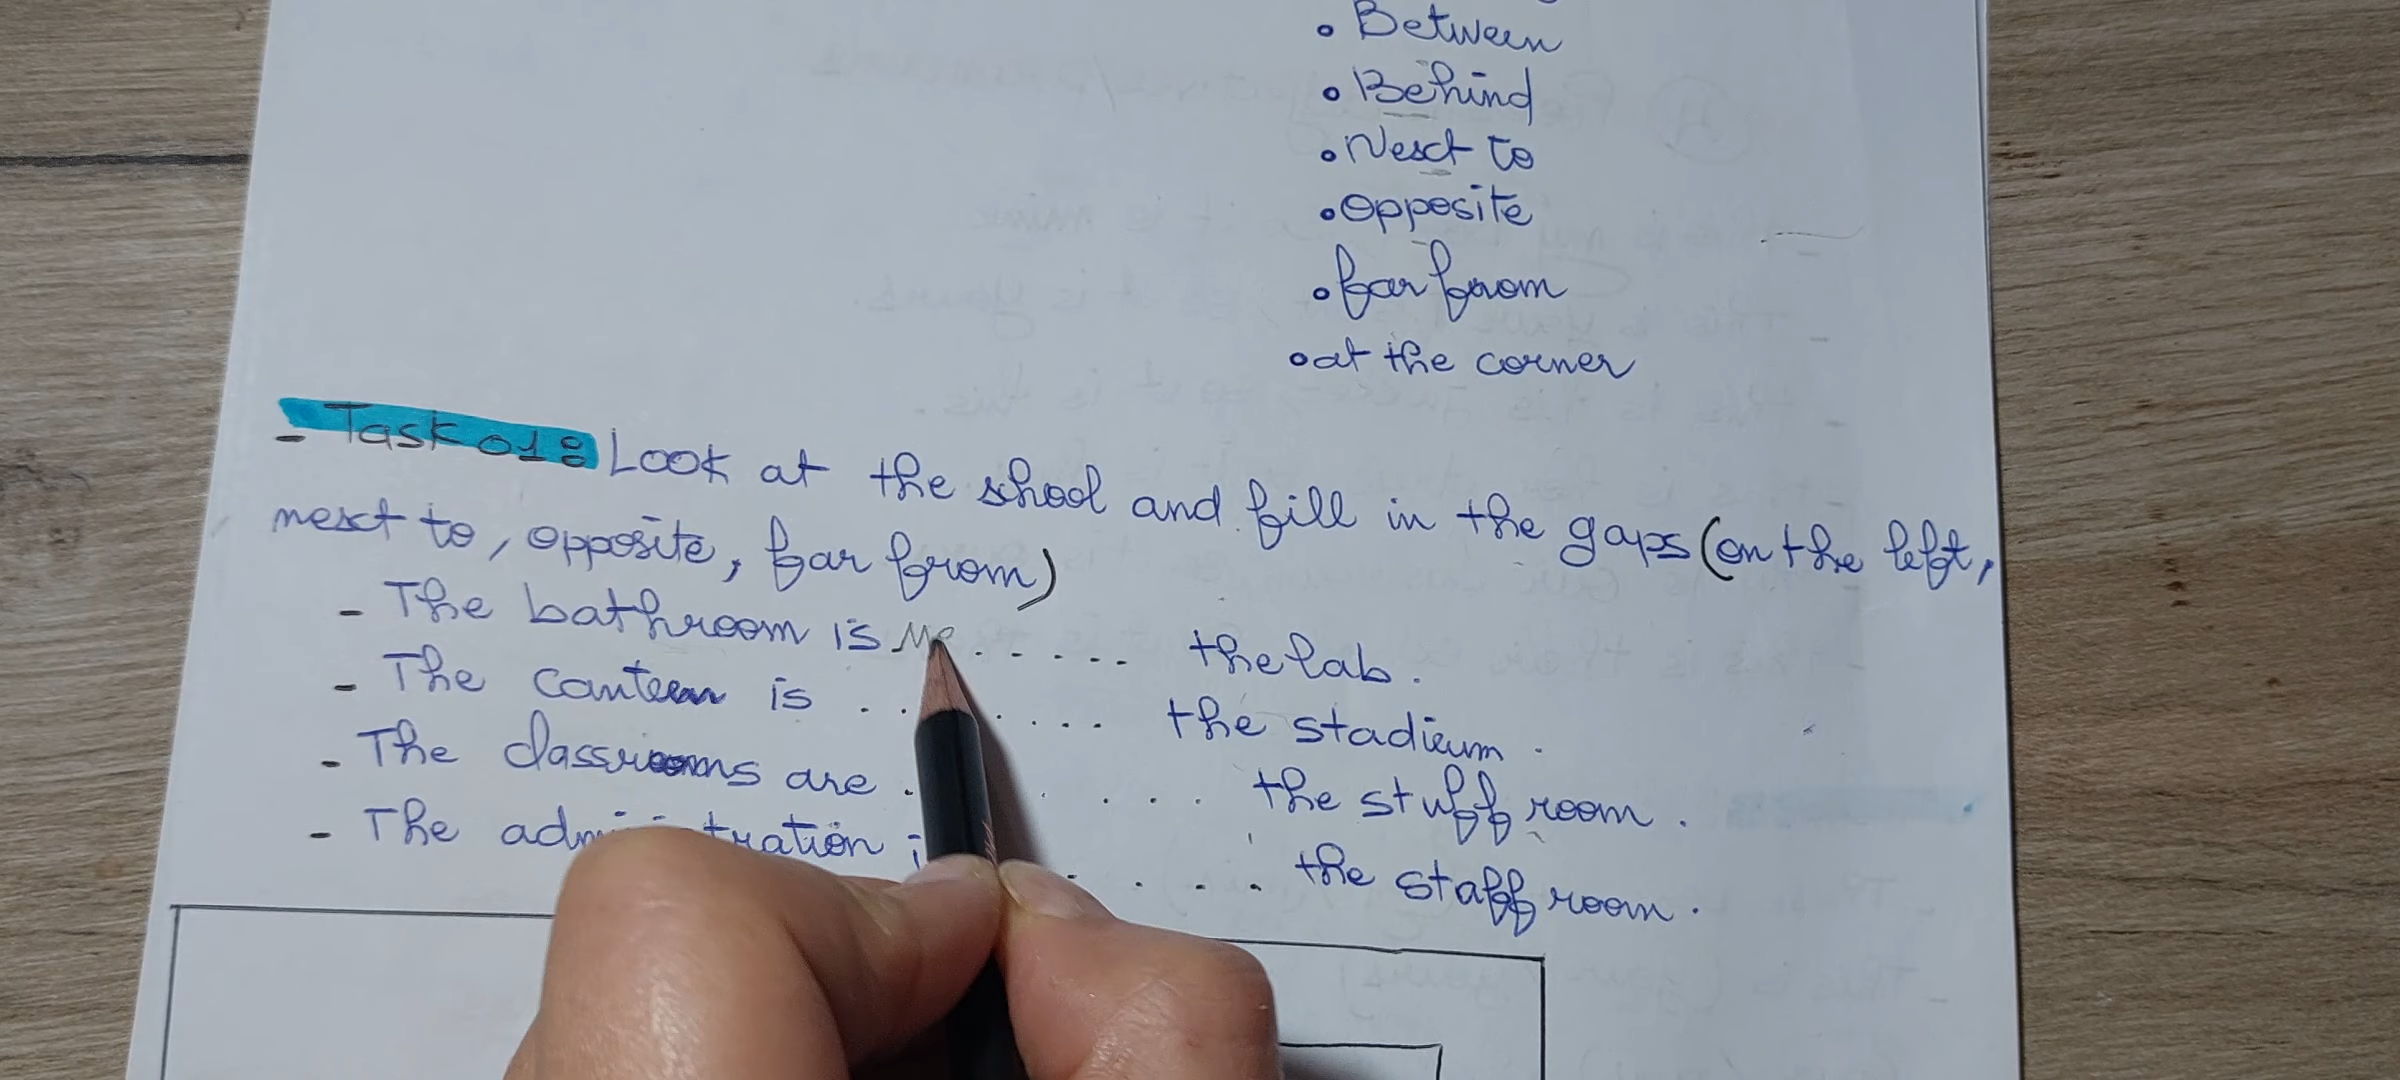 • Between
• Behind
• Next to
• opposite
• far from
• at the corner
- Task 01: Look at the shool and fill in the gaps (on the left,
next to, opposite, far from)
- The bathroom is Ne..... the lab.
- The canteen is ....... the stadium.
- The classrooms are ..... the stuff room.
- The administration .... the staff room.